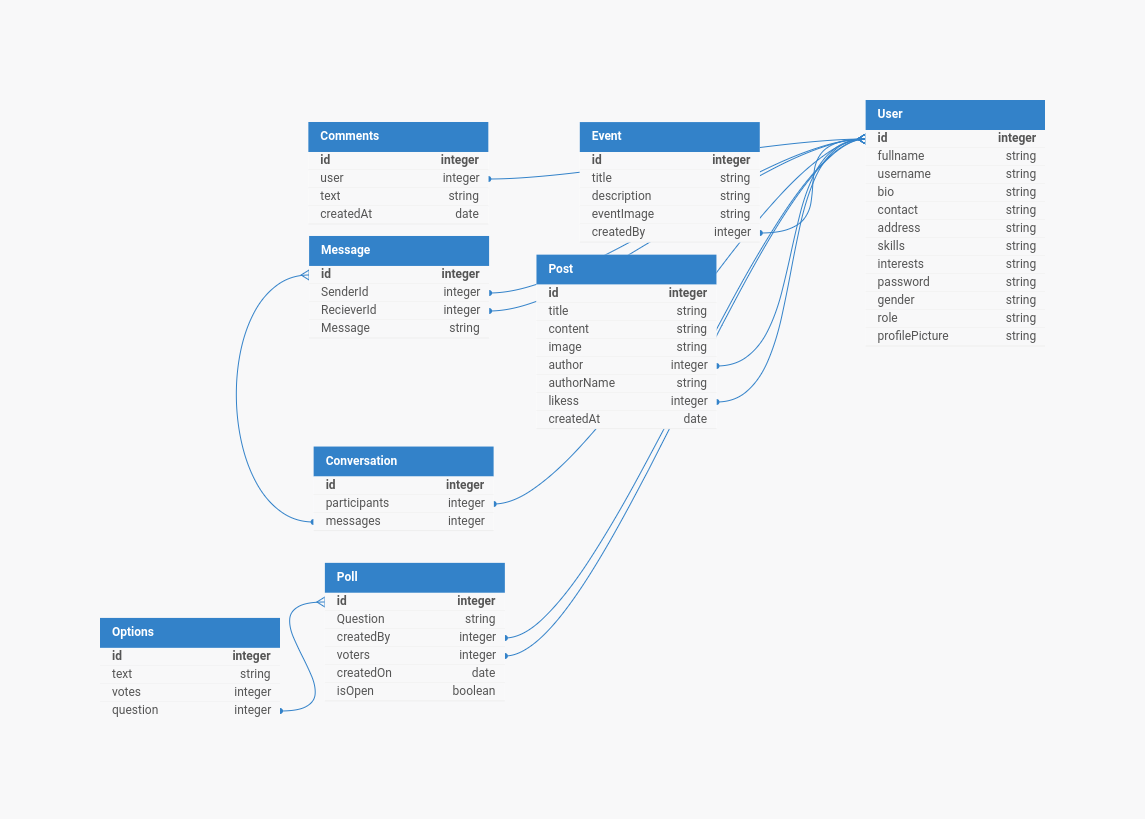 Comments
id integer
user integer
text string
createdAt date
Event
id integer
title string
description string
eventImage string
createdBy integer
User
id integer
fullname string
username string
bio string
contact string
address string
skills string
interests string
password string
gender string
role string
profilePicture string
Message
id integer
SenderId integer
RecieverId integer
Message string
Post
id integer
title string
content string
image string
author integer
authorName string
likess integer
createdAt date
Conversation
id integer
participants integer
messages integer
Poll
id integer
Question string
createdBy integer
voters integer
createdOn date
isOpen boolean
Options
id integer
text string
votes integer
question integer